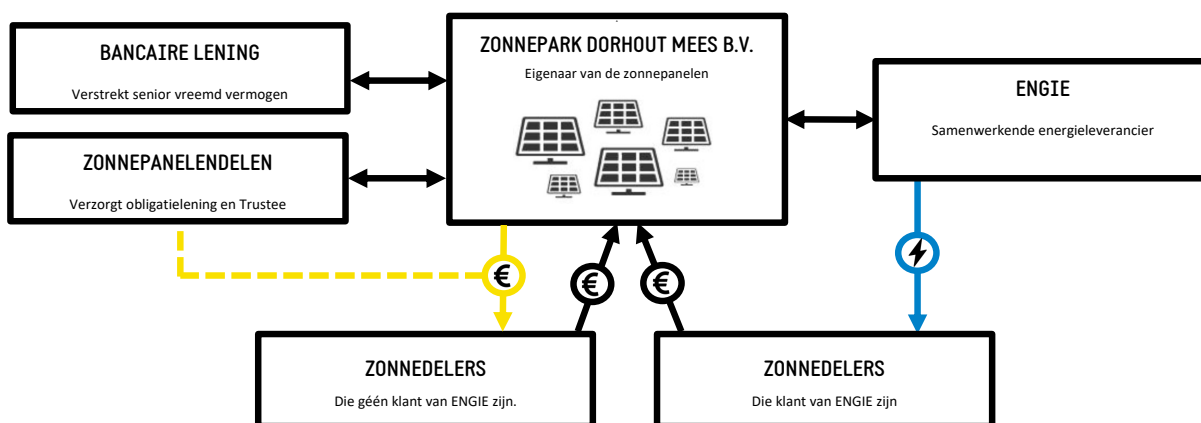 BANCAIRE LENING
Verstrekt senior vreemd vermogen
ZONNEPANELENDELEN
Verzorgt obligatielening en Trustee
ZONNEPARK DORHOUT MEES B.V.
Eigenaar van de zonnepanelen
ENGIE
Samenwerkende energieleverancier
€
€
€
ZONNEDELERS
Die géén klant van ENGIE zijn.
ZONNEDELERS
Die klant van ENGIE zijn